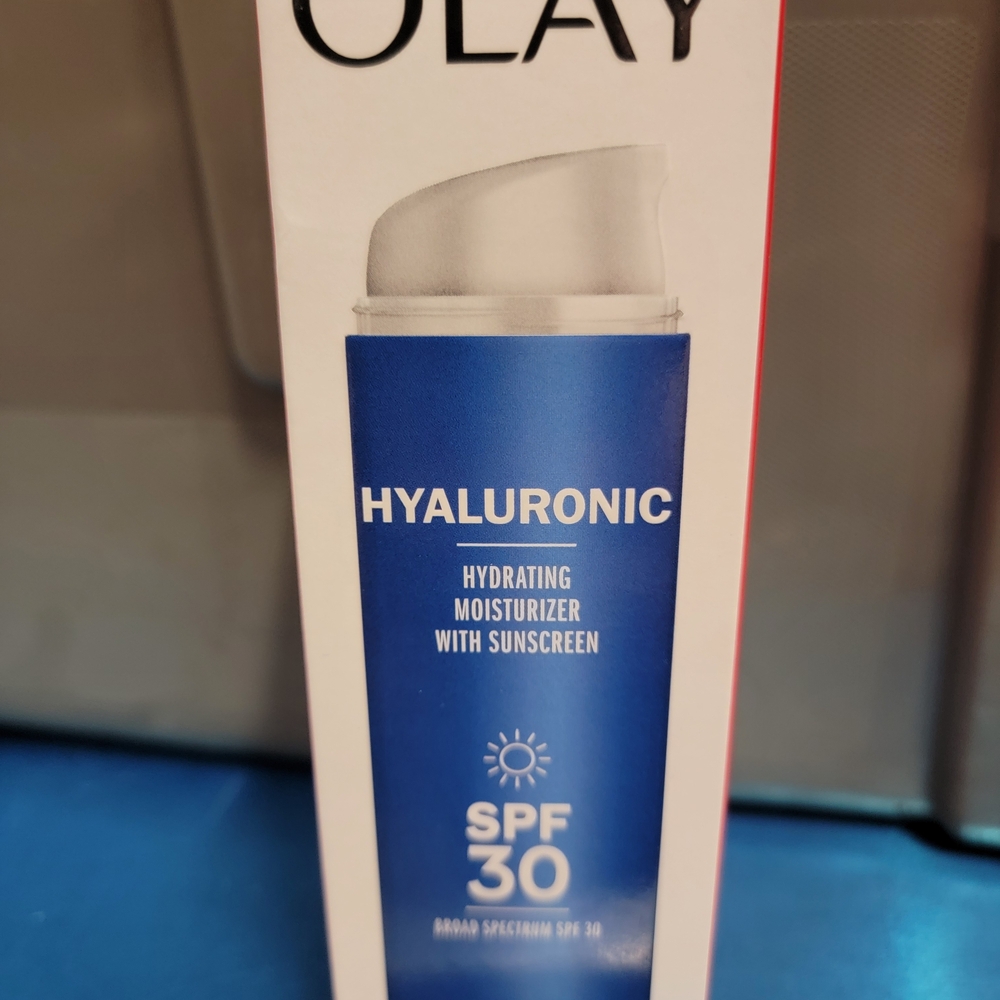 OLAY
HYALURONIC
HYDRATING
MOISTURIZER
WITH SUNSCREEN
SPF
30
BROAD SPECTRUM SPF 30